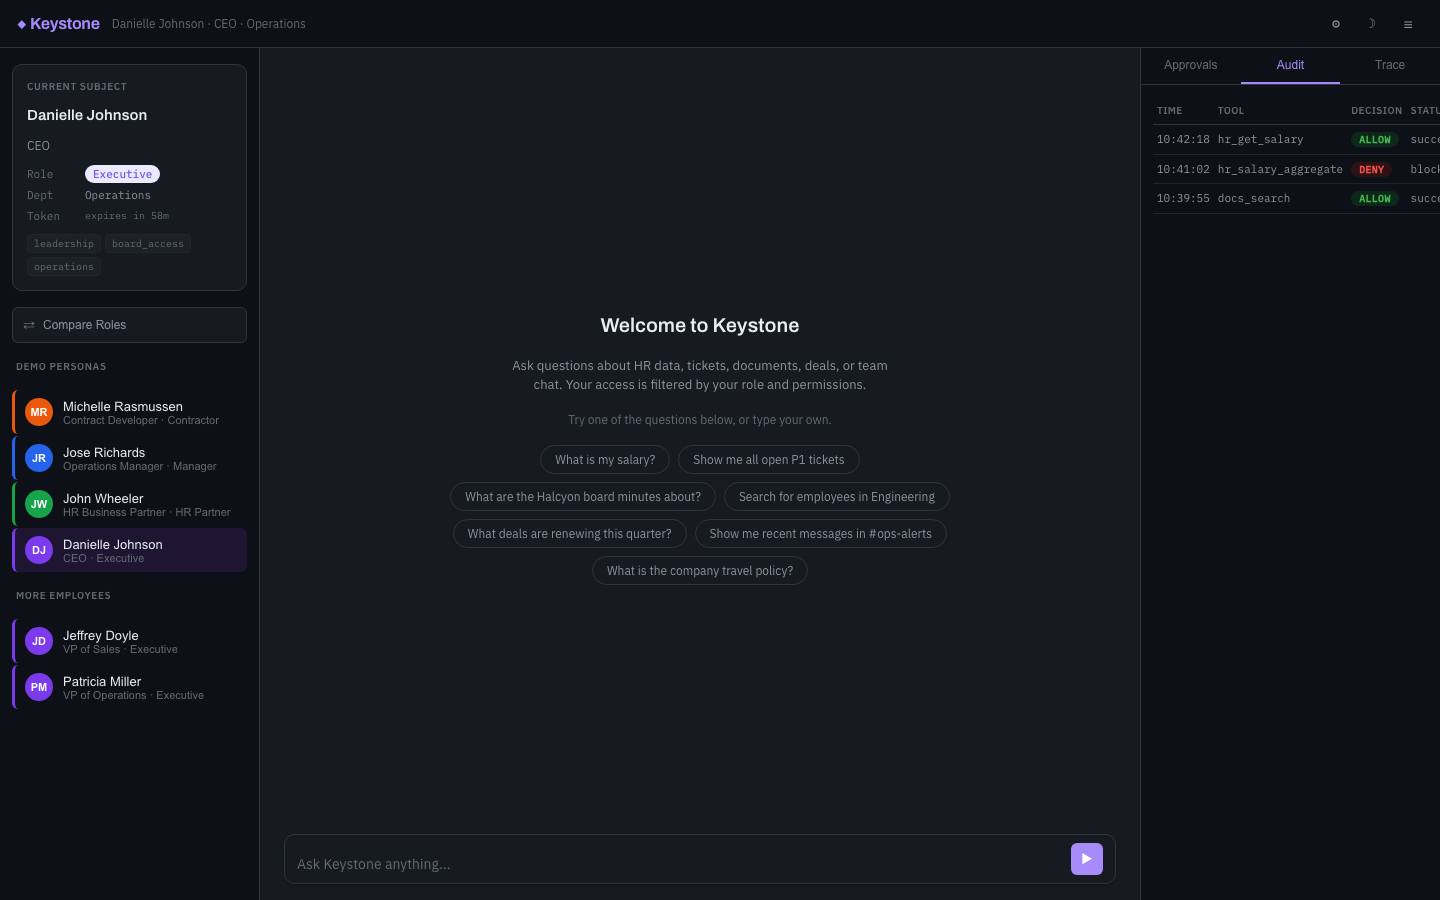 ◆ Keystone Danielle Johnson · CEO · Operations
CURRENT SUBJECT
Danielle Johnson
CEO
Role Executive
Dept Operations
Token expires in 58m
leadership board_access
operations
⇄ Compare Roles
DEMO PERSONAS
MR Michelle Rasmussen
Contract Developer · Contractor
JR Jose Richards
Operations Manager · Manager
JW John Wheeler
HR Business Partner · HR Partner
DJ Danielle Johnson
CEO · Executive
MORE EMPLOYEES
JD Jeffrey Doyle
VP of Sales · Executive
PM Patricia Miller
VP of Operations · Executive
Welcome to Keystone
Ask questions about HR data, tickets, documents, deals, or team
chat. Your access is filtered by your role and permissions.
Try one of the questions below, or type your own.
What is my salary? Show me all open P1 tickets
What are the Halcyon board minutes about? Search for employees in Engineering
What deals are renewing this quarter? Show me recent messages in #ops-alerts
What is the company travel policy?
Ask Keystone anything...
Approvals Audit Trace
TIME TOOL DECISION STATU
10:42:18 hr_get_salary ALLOW succe
10:41:02 hr_salary_aggregate DENY block
10:39:55 docs_search ALLOW succe